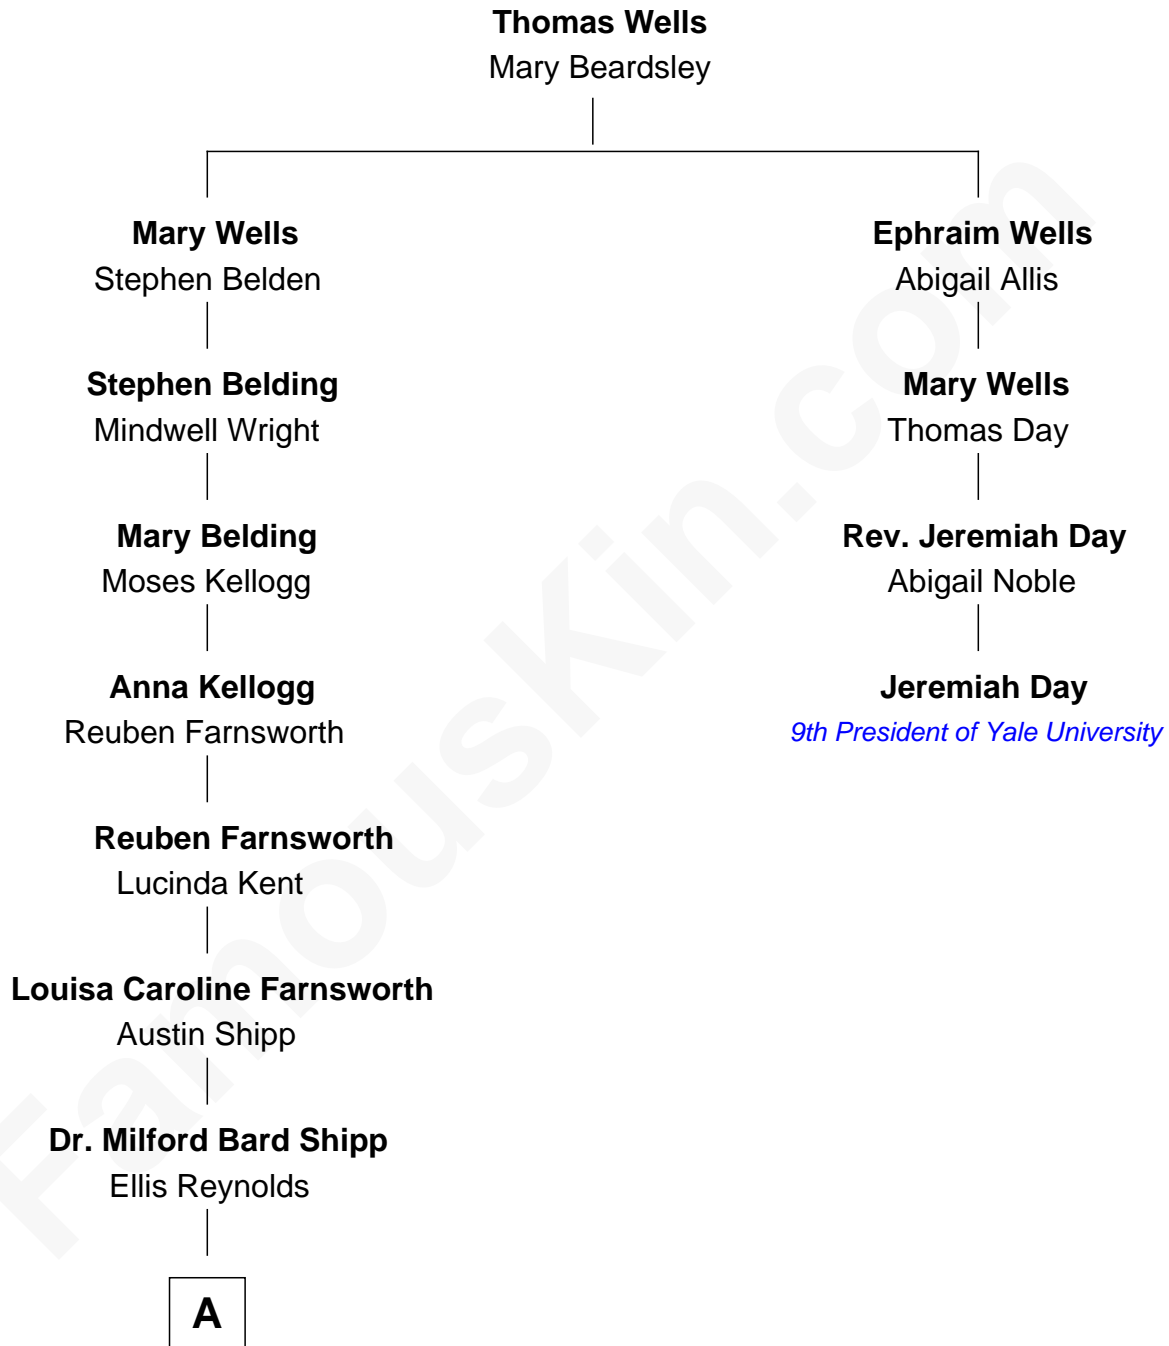 Thomas Wells
Mary Beardsley
Mary Wells
Stephen Belden
Ephraim Wells
Abigail Allis
Stephen Belding
Mindwell Wright
Mary Wells
Thomas Day
Mary Belding
Moses Kellogg
Rev. Jeremiah Day
Abigail Noble
Anna Kellogg
Reuben Farnsworth
Jeremiah Day
9th President of Yale University
Reuben Farnsworth
Lucinda Kent
Louisa Caroline Farnsworth
Austin Shipp
Dr. Milford Bard Shipp
Ellis Reynolds
A
FamousKin.com